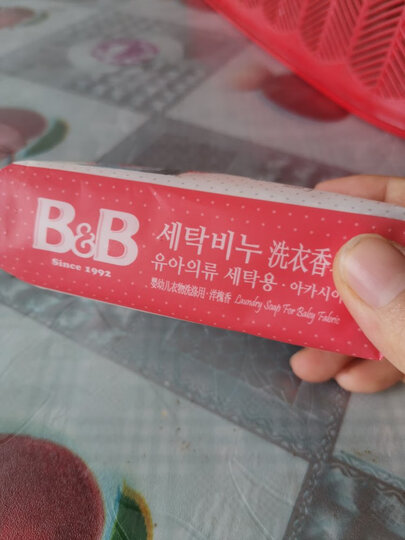 B&B
Since 1992
세탁비누 洗衣香
유아의류 세탁용·아카시아
婴幼儿衣物洗涤用·洋槐香 Laundry Soap For Baby Fabric